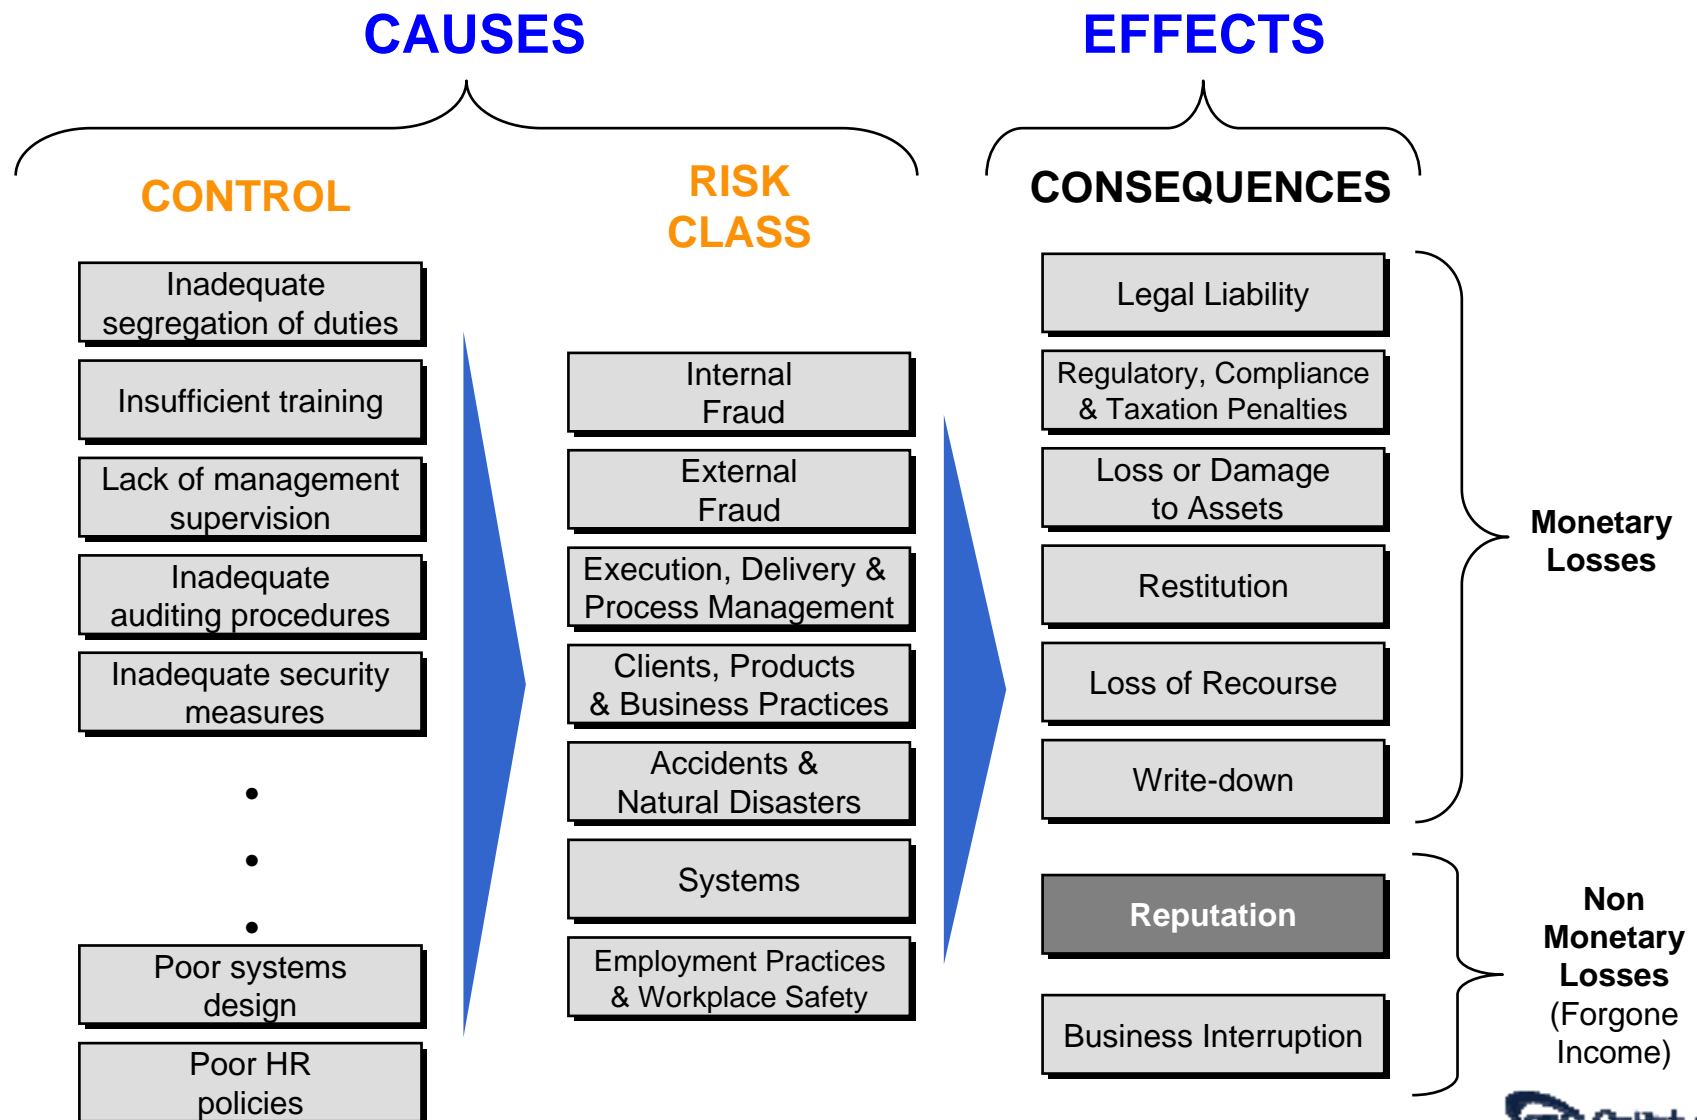 CAUSES
EFFECTS
CONTROL
RISK
CLASS
CONSEQUENCES
Inadequate
segregation of duties
Insufficient training
Lack of management
supervision
Inadequate
auditing procedures
Inadequate security
measures
•
•
•
Poor systems
design
Poor HR
policies
Internal
Fraud
External
Fraud
Execution, Delivery &
Process Management
Clients, Products
& Business Practices
Accidents &
Natural Disasters
Systems
Employment Practices
& Workplace Safety
Legal Liability
Regulatory, Compliance
& Taxation Penalties
Loss or Damage
to Assets
Restitution
Loss of Recourse
Write-down
Reputation
Business Interruption
Monetary
Losses
Non
Monetary
Losses
(Forgone
Income)